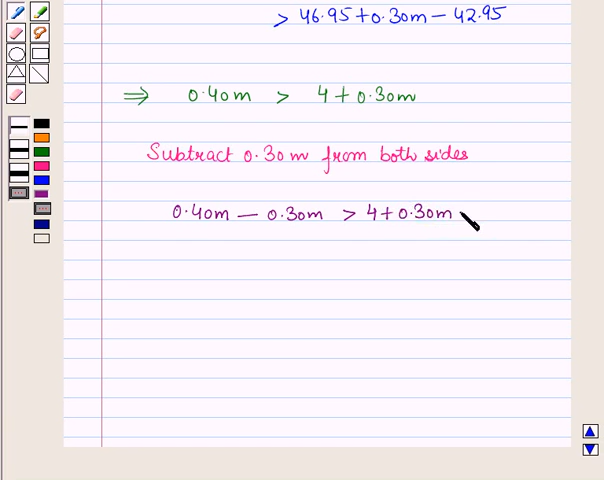 > 46.95 + 0.30m − 42.95
⇒ 0.40m > 4 + 0.30m
Subtract 0.30m from both sides
0.40m − 0.30m > 4 + 0.30m